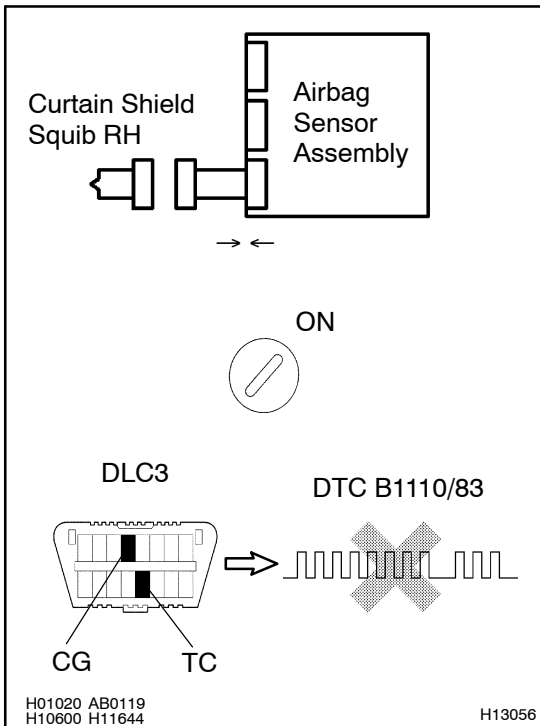 Curtain Shield
Squib RH
Airbag
Sensor
Assembly
ON
DLC3
DTC B1110/83
CG
TC
H01020 AB0119
H10600 H11644
H13056